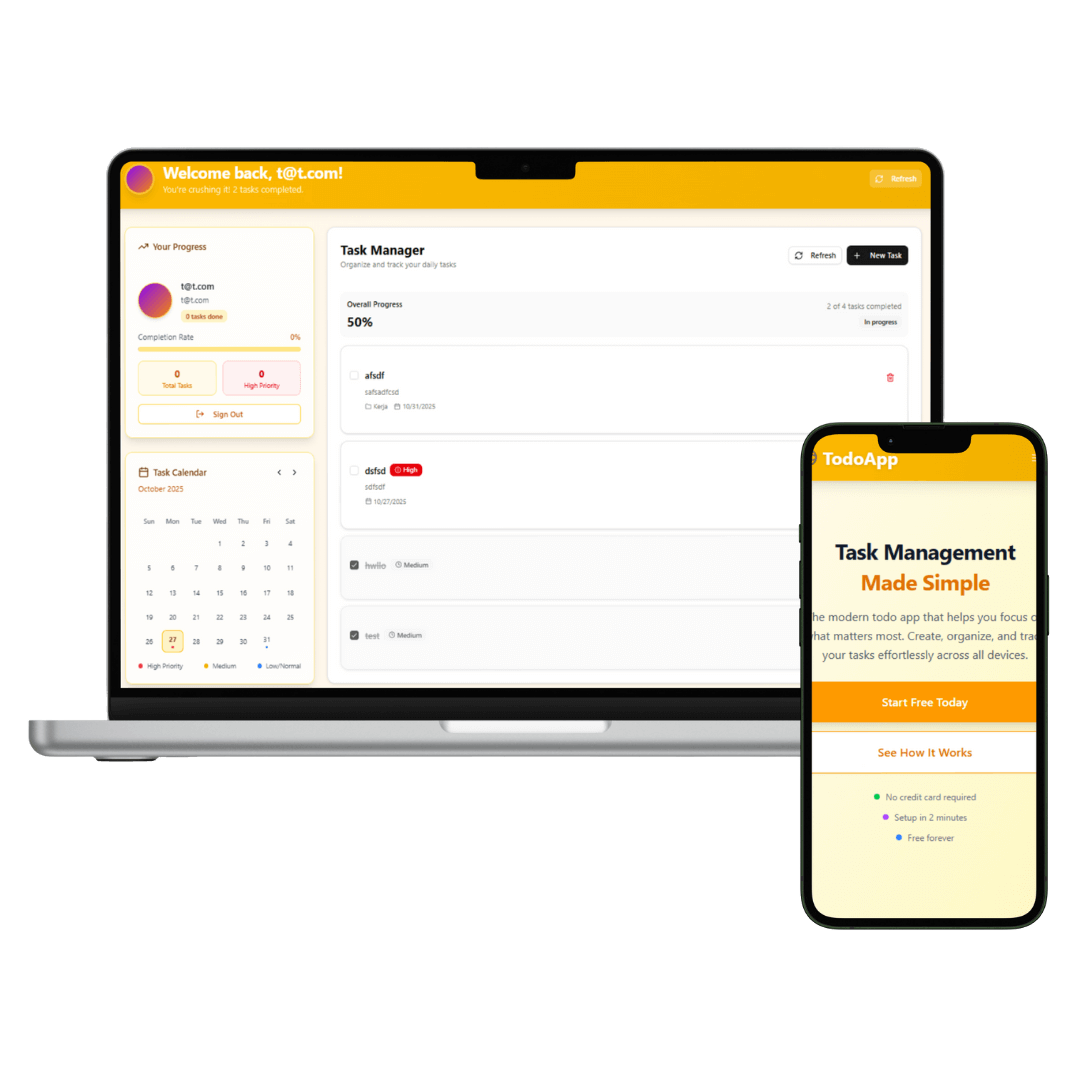 Welcome back, t@t.com!
You're crushing it! 2 tasks completed.
Refresh
Your Progress
t@t.com
t@t.com
0 tasks done
Completion Rate 0%
0 0
Total Tasks High Priority
Sign Out
Task Calendar
October 2025
Sun Mon Tue Wed Thu Fri Sat
1 2 3 4
5 6 7 8 9 10 11
12 13 14 15 16 17 18
19 20 21 22 23 24 25
26 27 28 29 30 31
High Priority Medium Low/Normal
Task Manager
Organize and track your daily tasks
Refresh + New Task
Overall Progress
50%
2 of 4 tasks completed
In progress
afsdf
safsadfcsd
Kerja 10/31/2025
dsfsd High
sdfsdf
10/27/2025
hwllo Medium
test Medium
TodoApp
Task Management
Made Simple
he modern todo app that helps you focus o
hat matters most. Create, organize, and tra
your tasks effortlessly across all devices.
Start Free Today
See How It Works
No credit card required
Setup in 2 minutes
Free forever